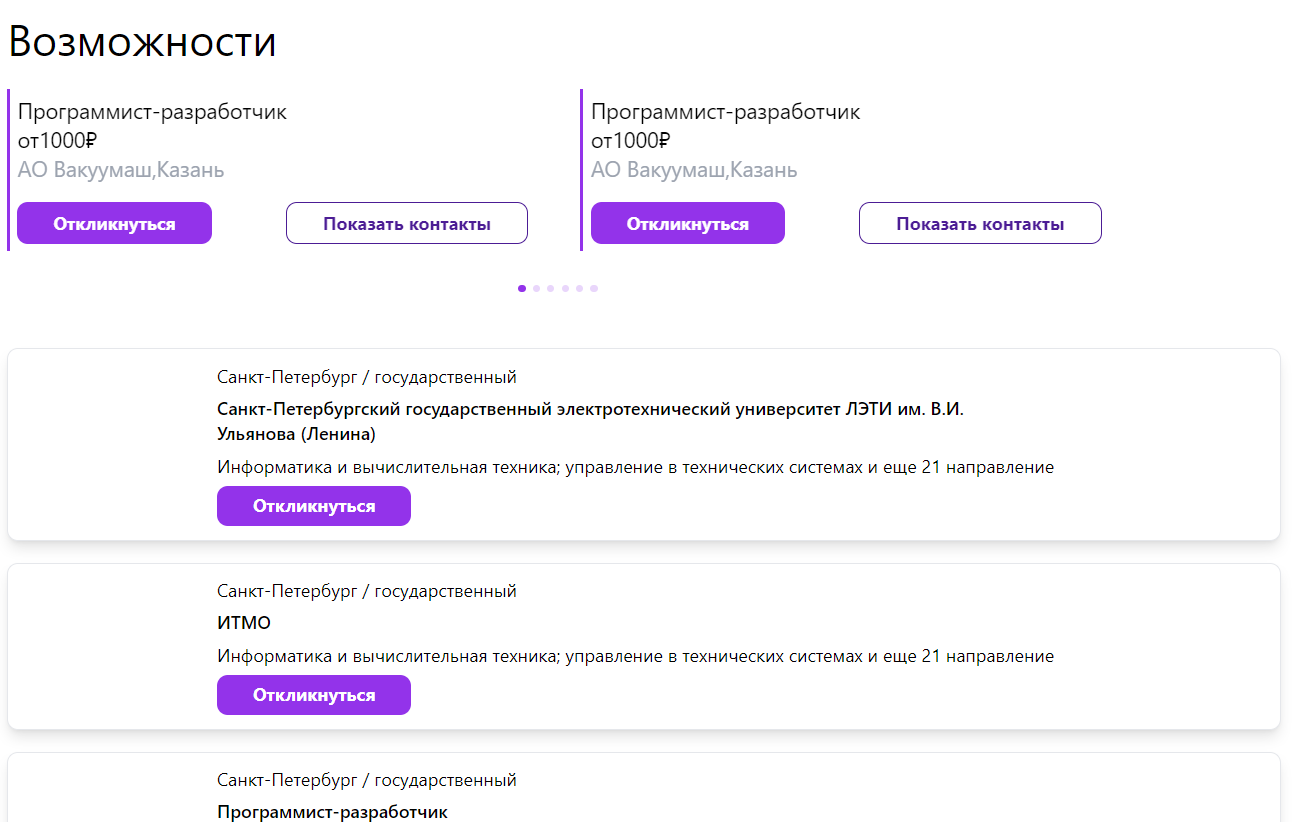 Возможности
Программист-разработчик
от1000₽
АО Вакуумаш,Казань
Откликнуться
Показать контакты
Программист-разработчик
от1000₽
АО Вакуумаш,Казань
Откликнуться
Показать контакты
Санкт-Петербург / государственный
Санкт-Петербургский государственный электротехнический университет ЛЭТИ им. В.И.
Ульянова (Ленина)
Информатика и вычислительная техника; управление в технических системах и еще 21 направление
Откликнуться
Санкт-Петербург / государственный
ИТМО
Информатика и вычислительная техника; управление в технических системах и еще 21 направление
Откликнуться
Санкт-Петербург / государственный
Программист-разработчик